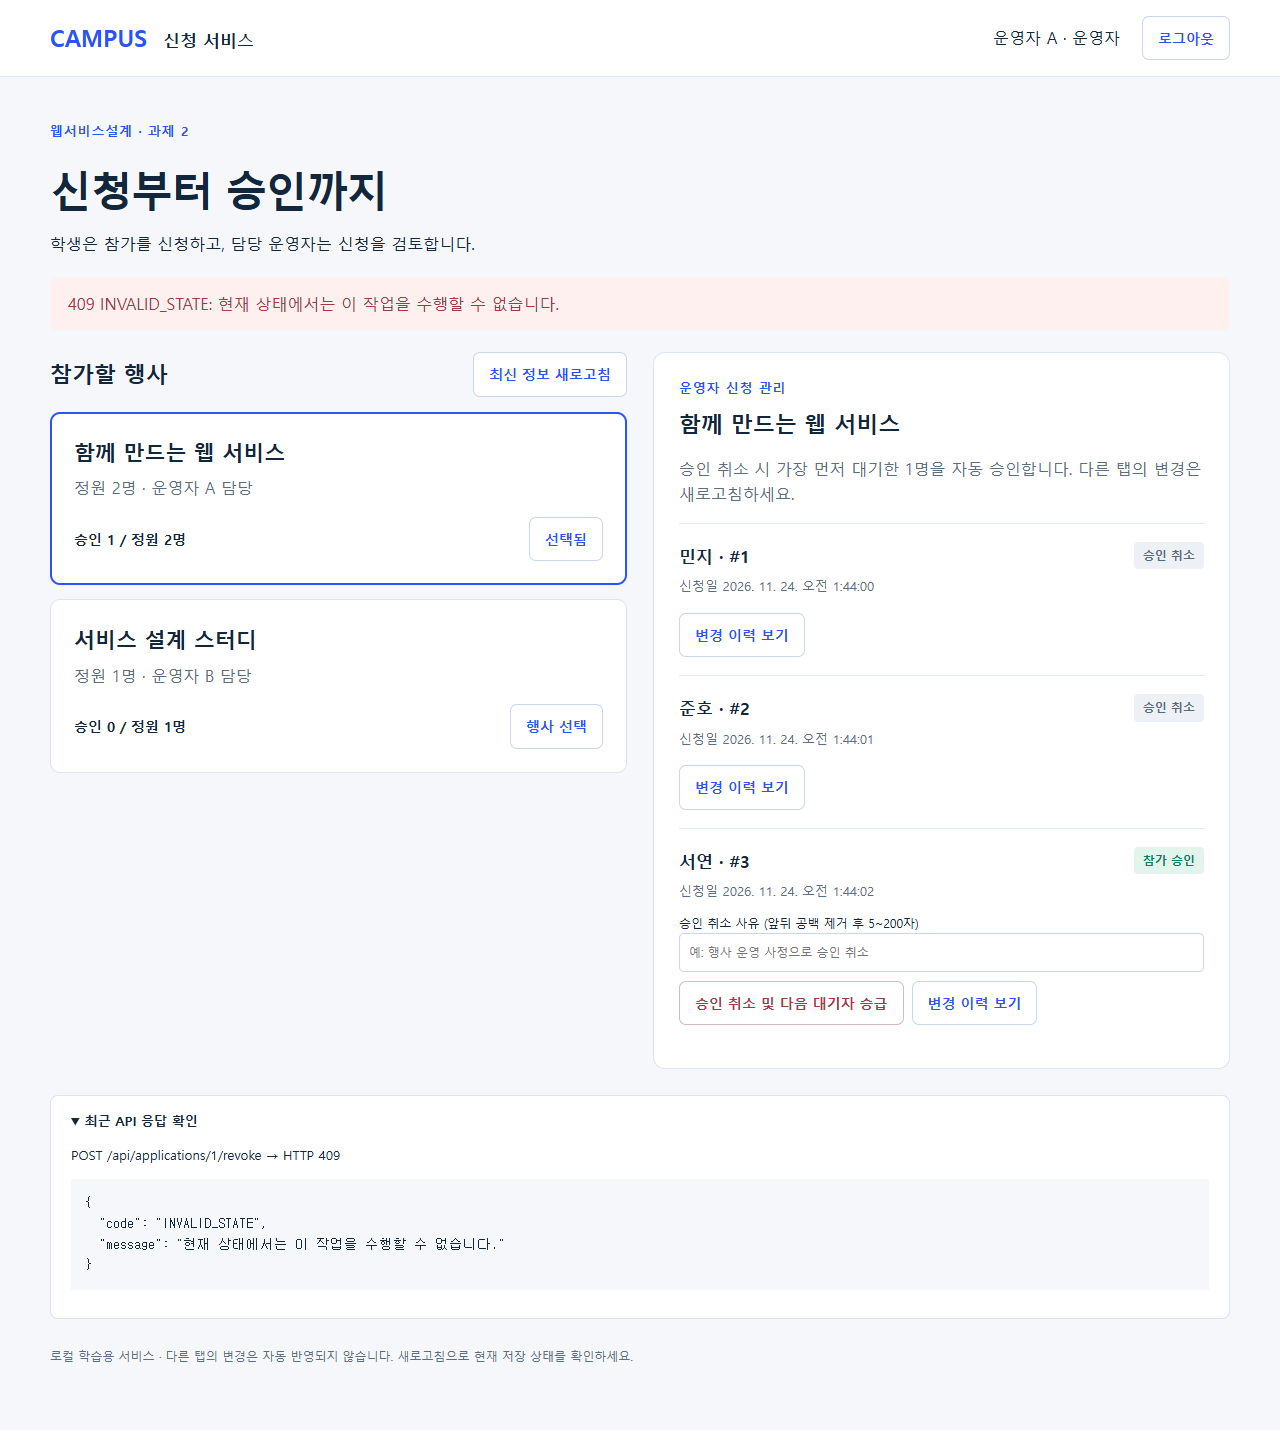 CAMPUS 신청 서비스
운영자 A · 운영자
로그아웃
웹서비스설계 · 과제 2
신청부터 승인까지
학생은 참가를 신청하고, 담당 운영자는 신청을 검토합니다.
409 INVALID_STATE: 현재 상태에서는 이 작업을 수행할 수 없습니다.
참가할 행사
최신 정보 새로고침
함께 만드는 웹 서비스
정원 2명 · 운영자 A 담당
승인 1 / 정원 2명
선택됨
서비스 설계 스터디
정원 1명 · 운영자 B 담당
승인 0 / 정원 1명
행사 선택
운영자 신청 관리
함께 만드는 웹 서비스
승인 취소 시 가장 먼저 대기한 1명을 자동 승인합니다. 다른 탭의 변경은
새로고침하세요.
민지 · #1
승인 취소
신청일 2026. 11. 24. 오전 1:44:00
변경 이력 보기
준호 · #2
승인 취소
신청일 2026. 11. 24. 오전 1:44:01
변경 이력 보기
서연 · #3
참가 승인
신청일 2026. 11. 24. 오전 1:44:02
승인 취소 사유 (앞뒤 공백 제거 후 5~200자)
예: 행사 운영 사정으로 승인 취소
승인 취소 및 다음 대기자 승급
변경 이력 보기
▼ 최근 API 응답 확인
POST /api/applications/1/revoke → HTTP 409
{
"code": "INVALID_STATE",
"message": "현재 상태에서는 이 작업을 수행할 수 없습니다."
}
로컬 학습용 서비스 · 다른 탭의 변경은 자동 반영되지 않습니다. 새로고침으로 현재 저장 상태를 확인하세요.